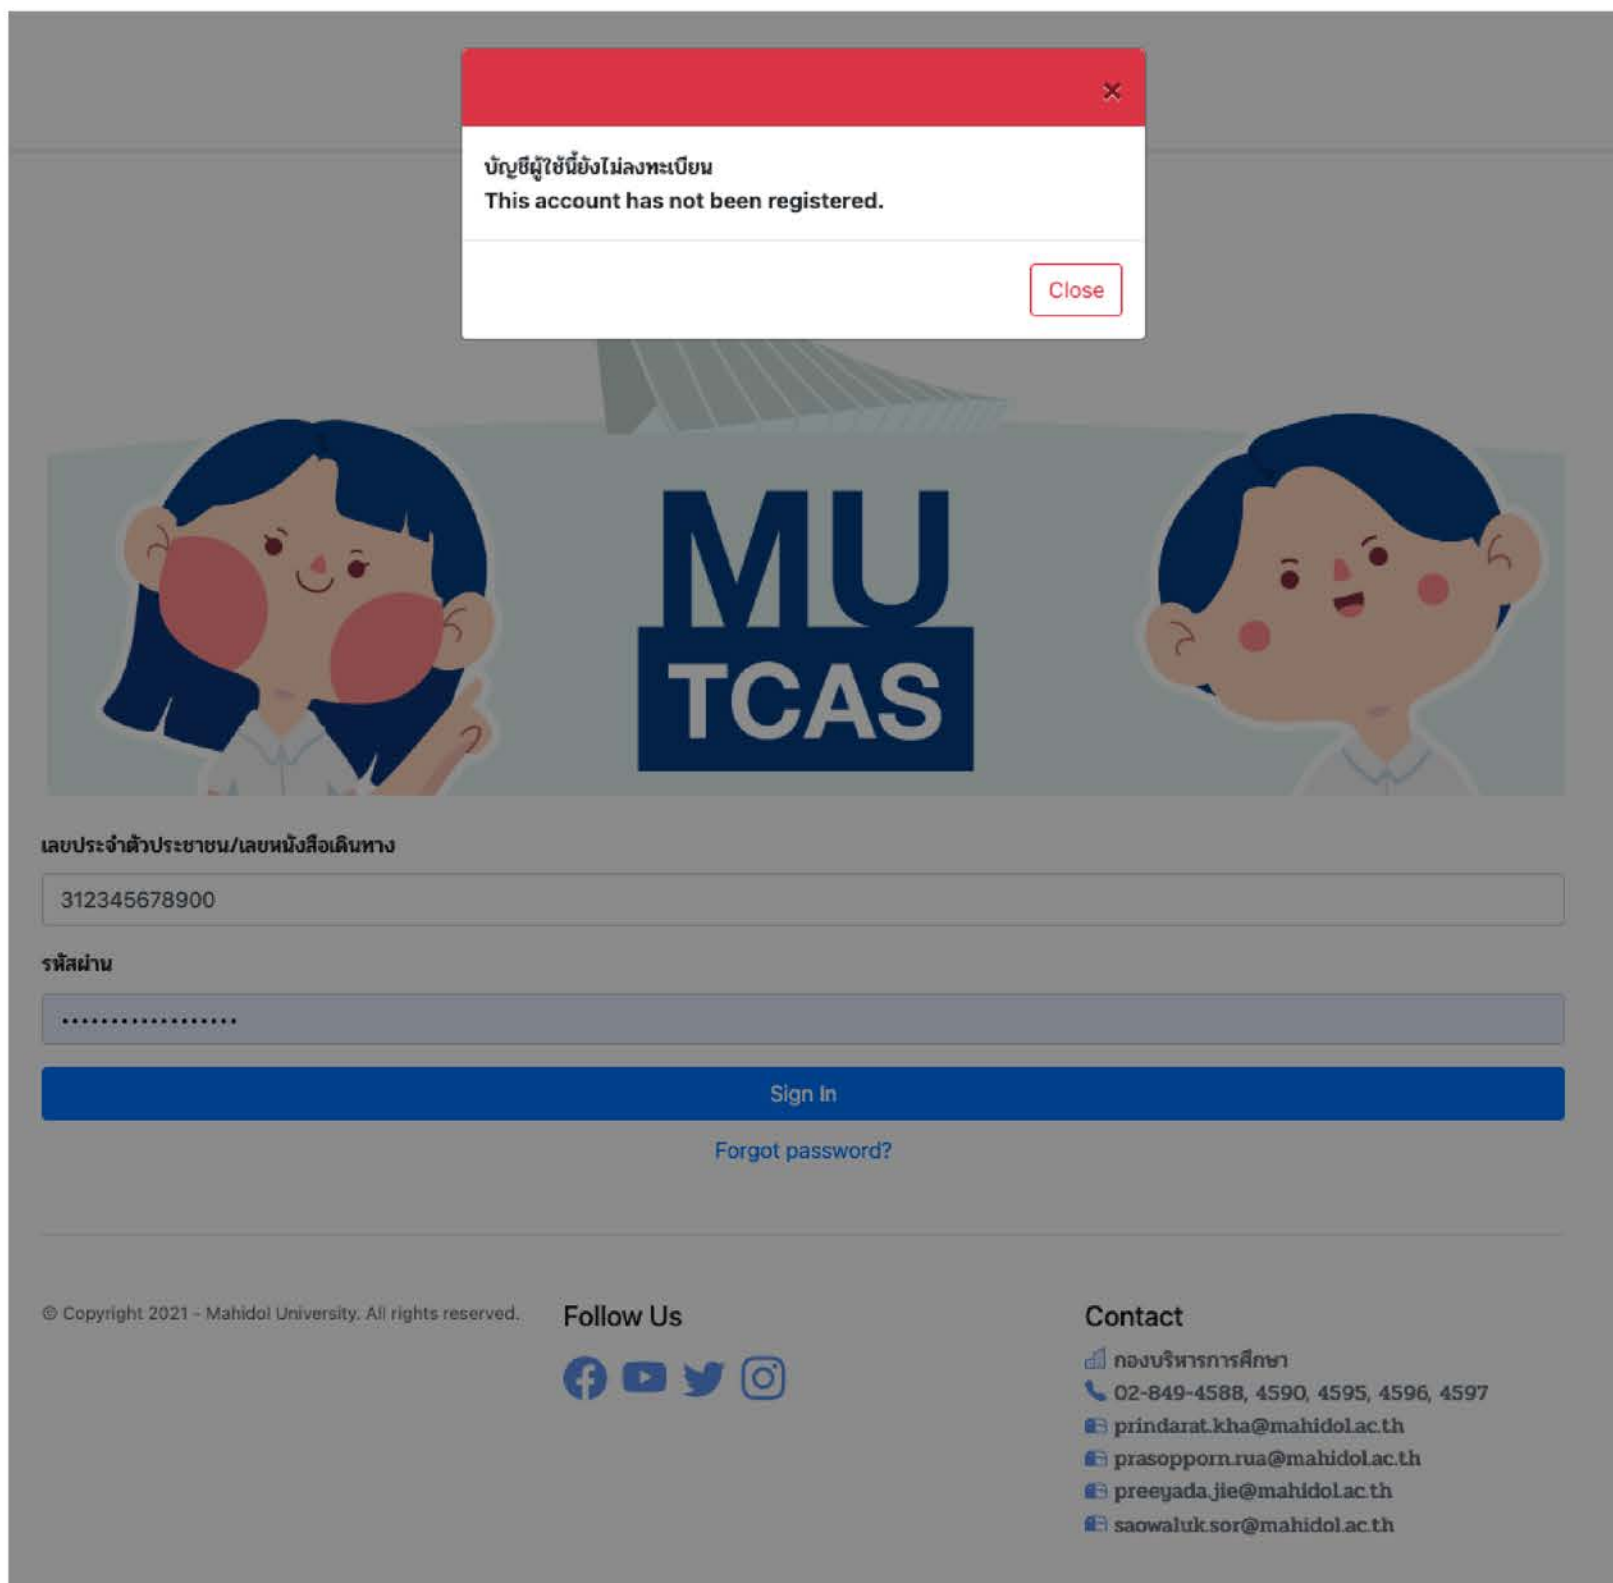 ×
บัญชีผู้ใช้นี้ยังไม่ลงทะเบียน
This account has not been registered.
Close
MU
TCAS
เลขประจำตัวประชาชน/เลขหนังสือเดินทาง
312345678900
รหัสผ่าน
••••••••••••••••••
Sign In
Forgot password?
© Copyright 2021 - Mahidol University. All rights reserved.
Follow Us
Contact
กองบริหารการศึกษา
02-849-4588, 4590, 4595, 4596, 4597
prindarat.kha@mahidol.ac.th
prasopporn.rua@mahidol.ac.th
preeyada.jie@mahidol.ac.th
saowaluk.sor@mahidol.ac.th